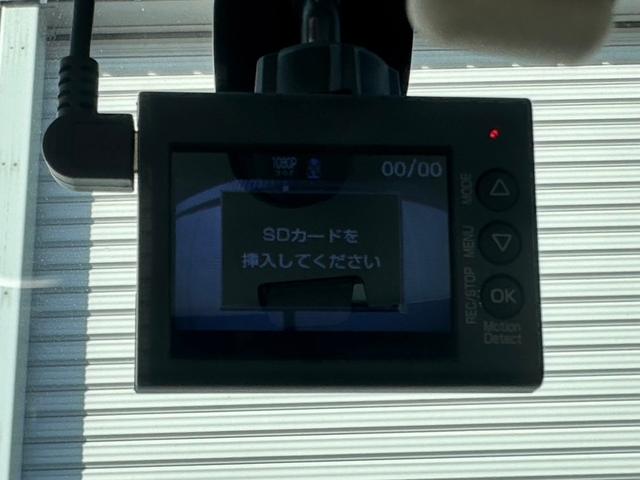 1080P
00/00
SDカードを
挿入してください
MODE
MENU
REC/STOP
OK
Motion
Detect